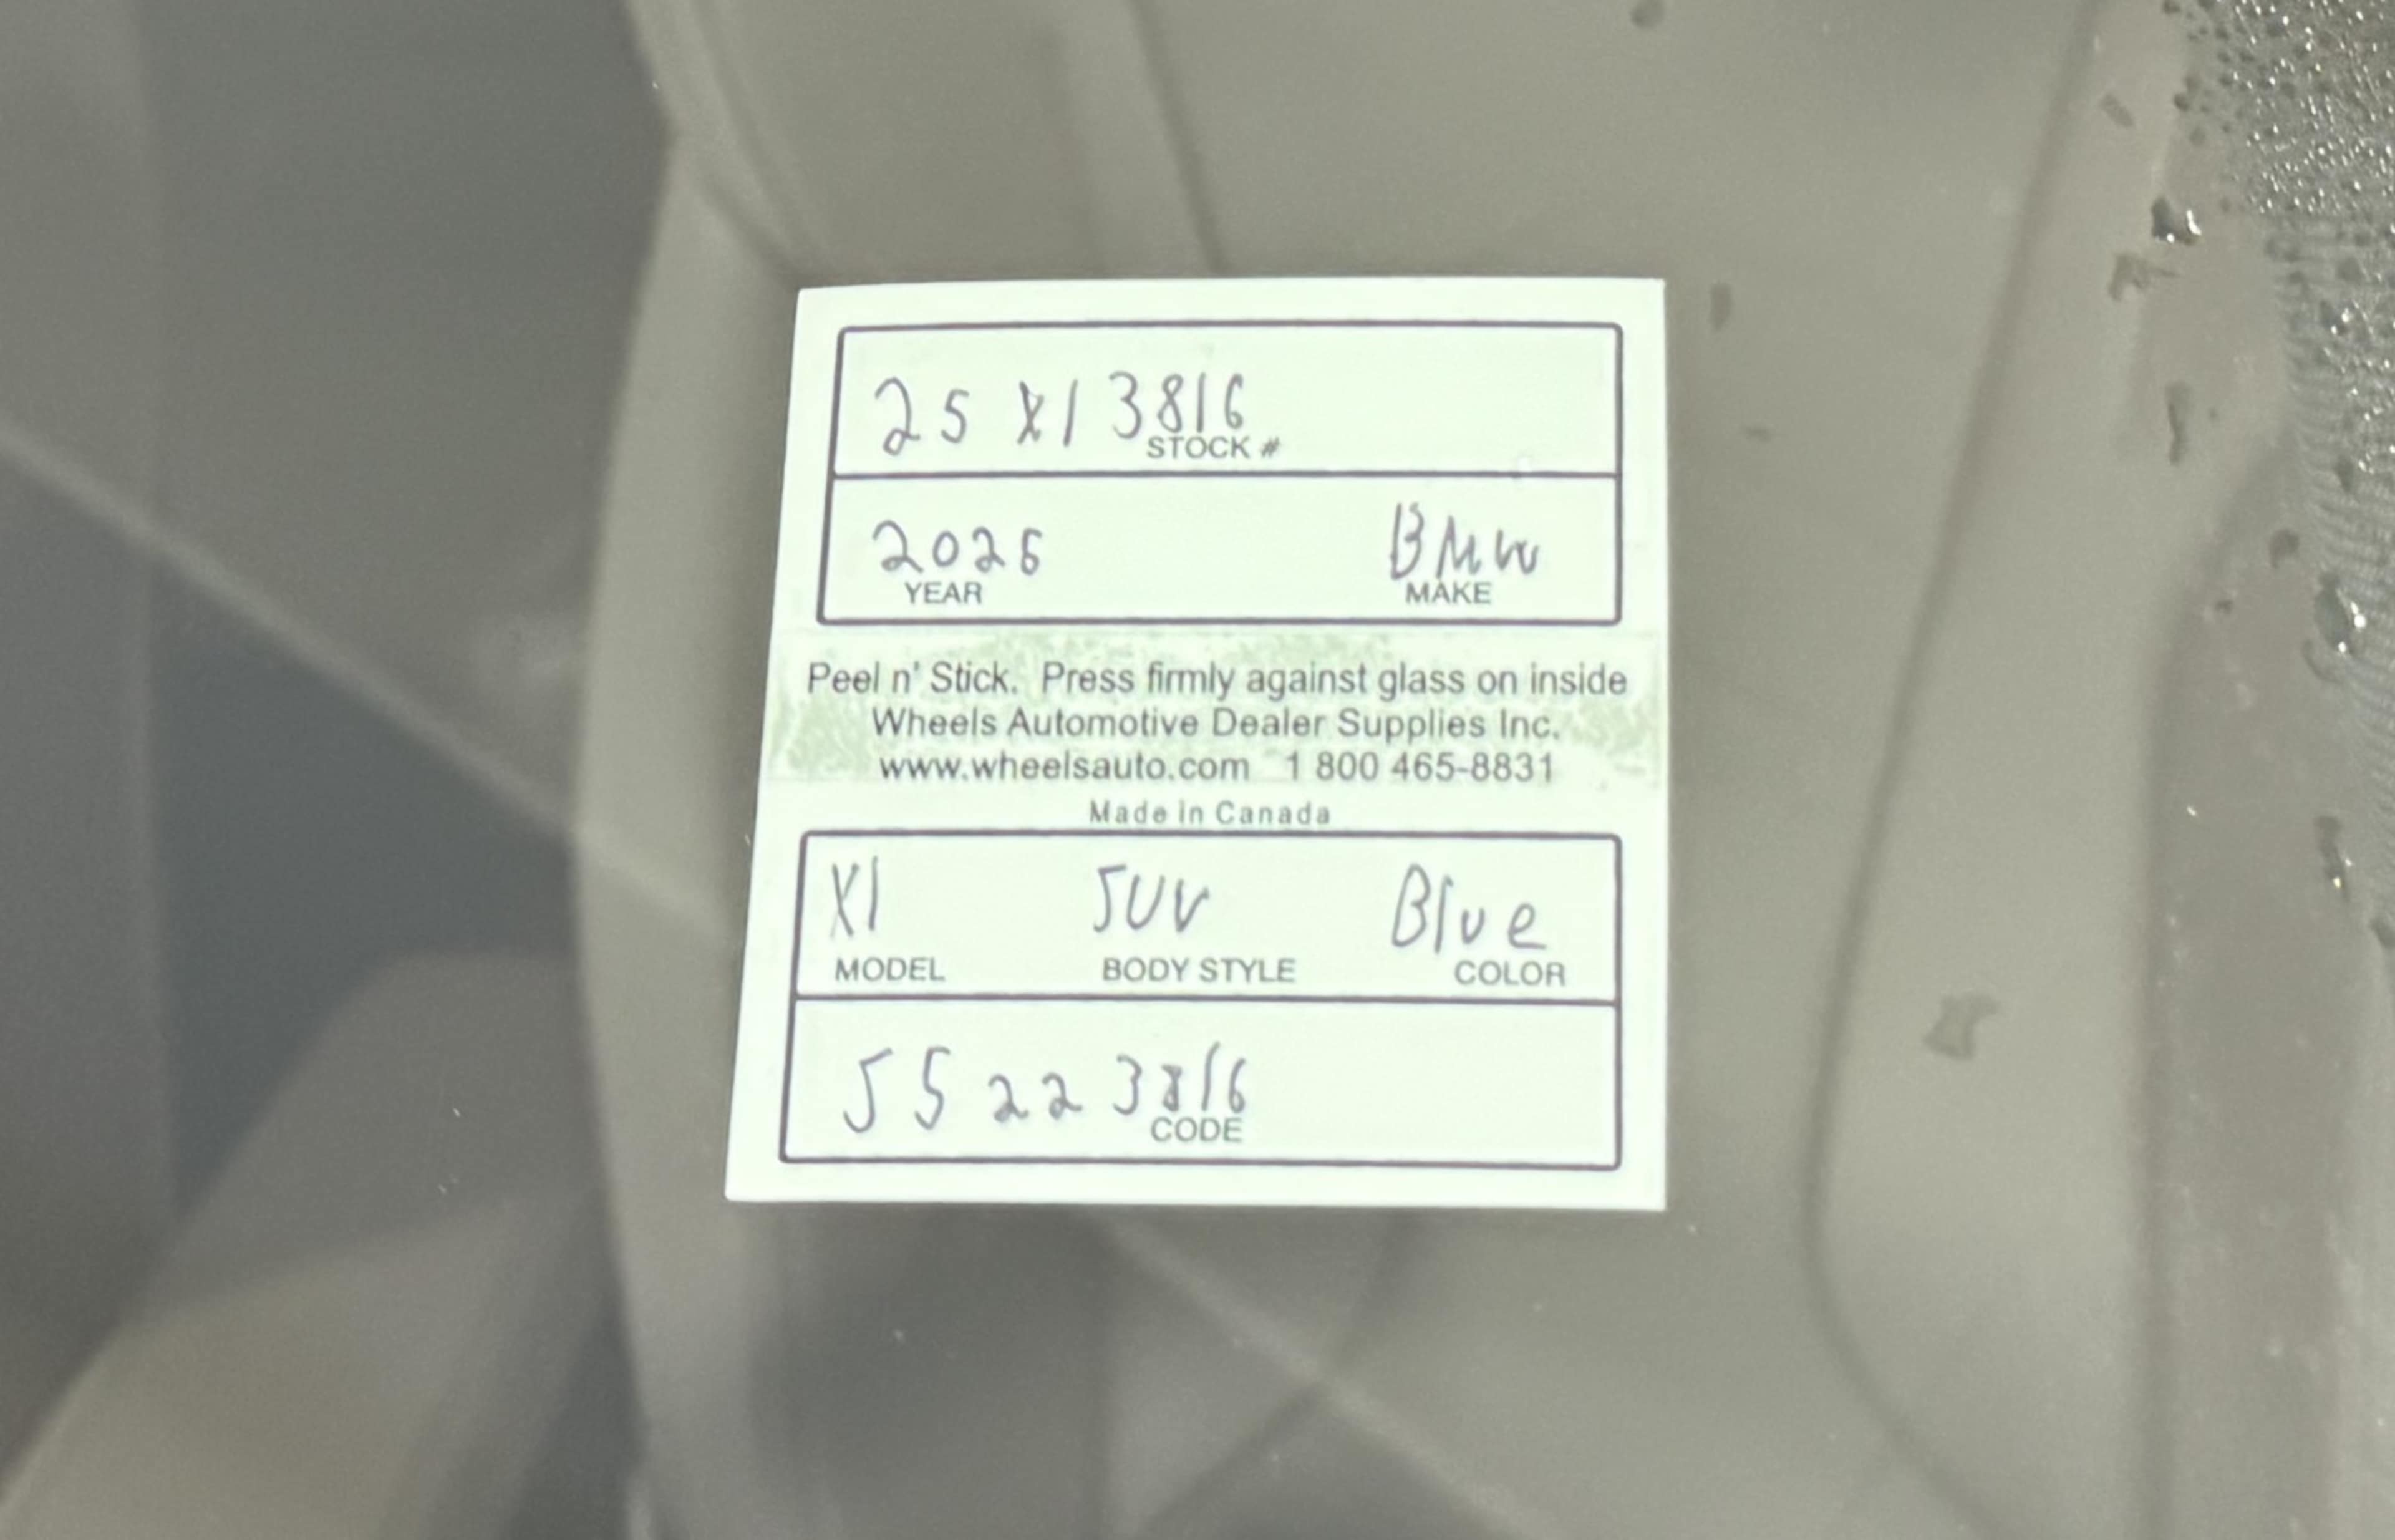 25 X1 3816
STOCK #
2026 BMW
YEAR MAKE
Peel n' Stick. Press firmly against glass on inside
Wheels Automotive Dealer Supplies Inc.
www.wheelsauto.com 1 800 465-8831
Made in Canada
X1 SUV Blue
MODEL BODY STYLE COLOR
5522 3816
CODE